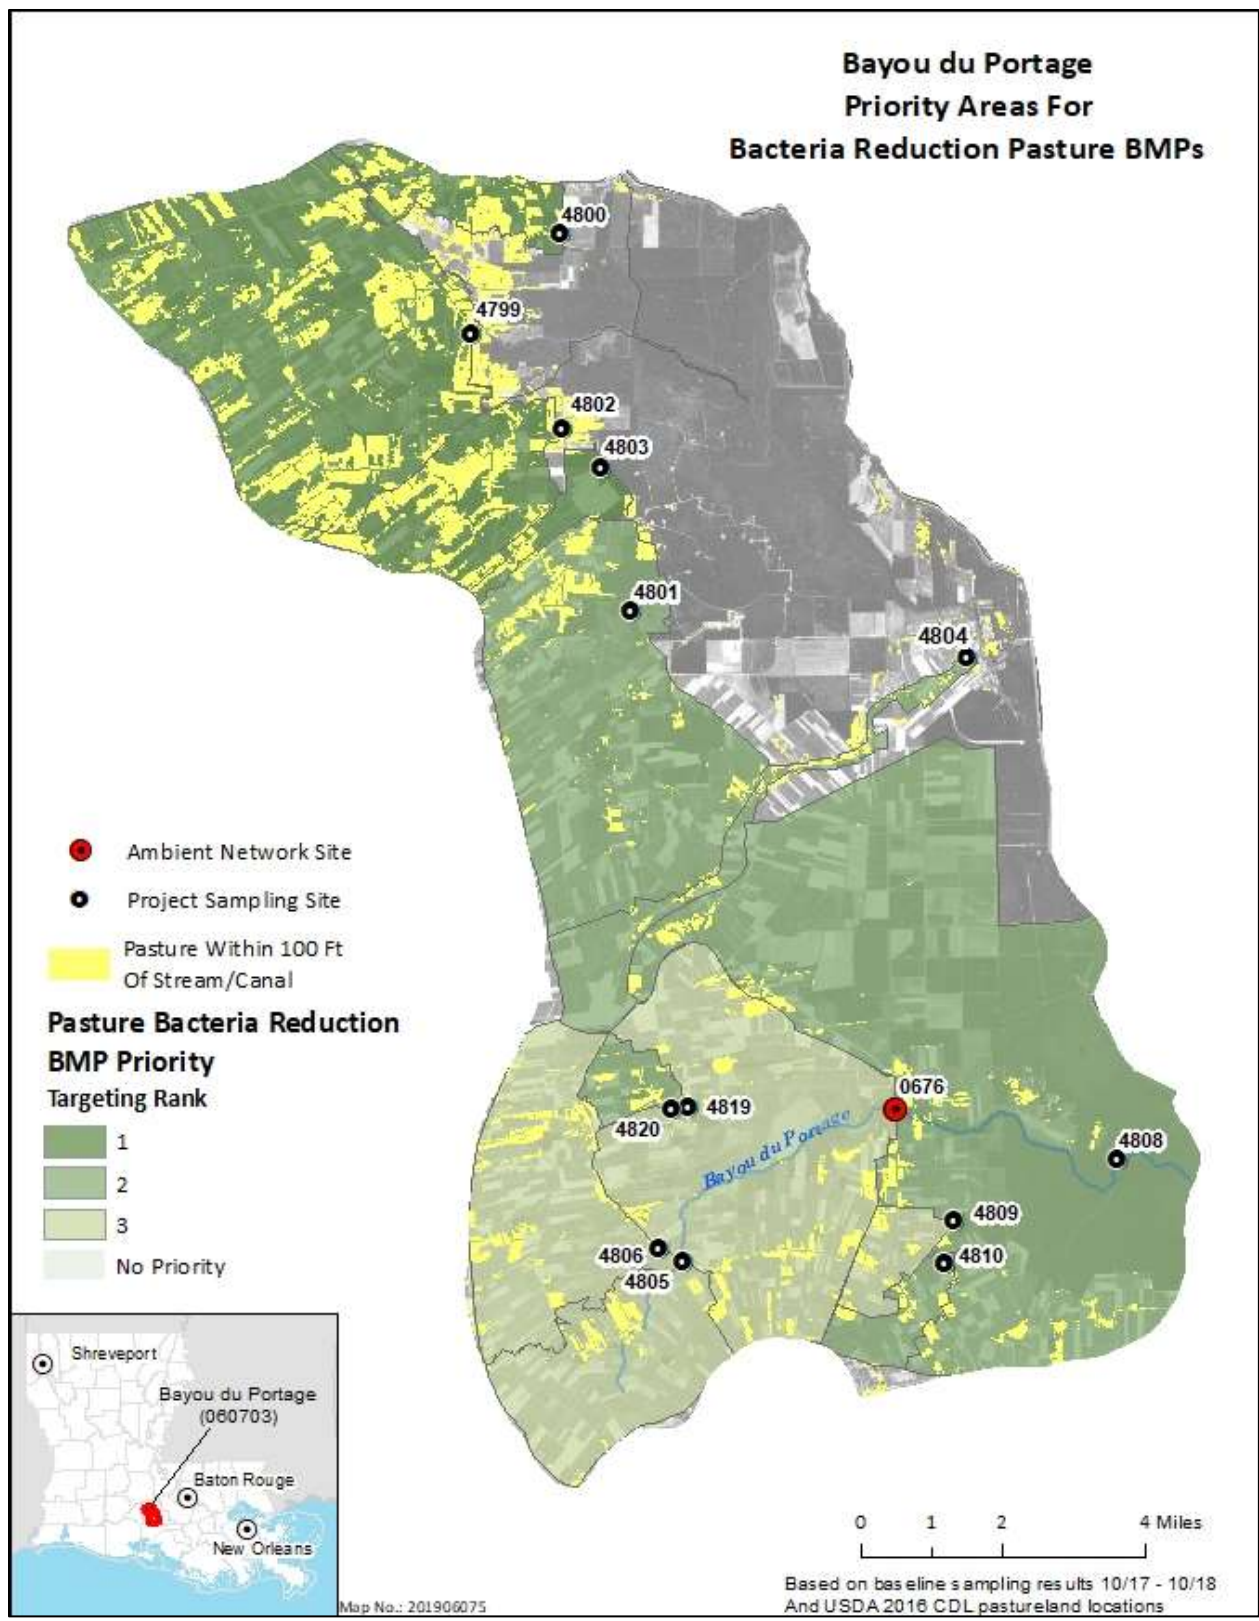 Bayou du Portage
Priority Areas For
Bacteria Reduction Pasture BMPs
4800
4799
4802
4803
4801
4804
Ambient Network Site
Project Sampling Site
Pasture Within 100 Ft
Of Stream/Canal
Pasture Bacteria Reduction
BMP Priority
Targeting Rank
1
2
3
No Priority
0676
4819
4820
4808
Bayou du Portage
4809
4806
4810
4805
Shreveport
Bayou du Portage
(060703)
Baton Rouge
New Orleans
0 1 2 4 Miles
Map No.: 201906075
Based on baseline sampling results 10/17 - 10/18
And USDA 2016 CDL pastureland locations